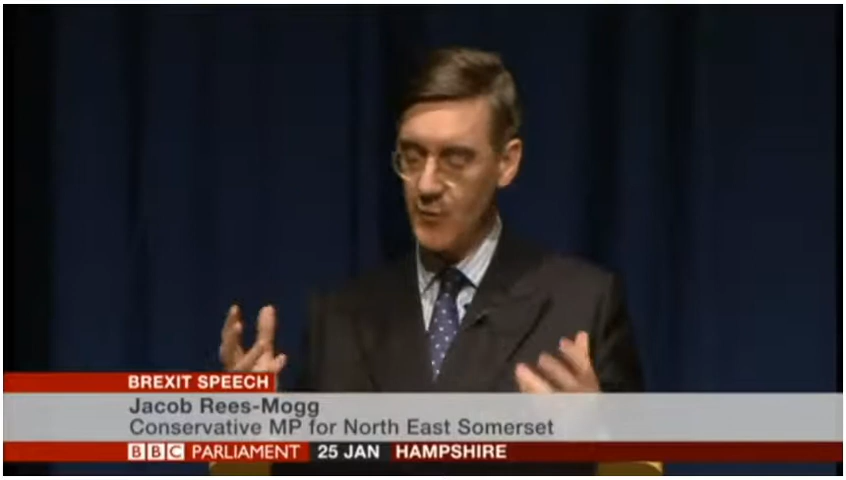 BREXIT SPEECH
Jacob Rees-Mogg
Conservative MP for North East Somerset
BBC PARLIAMENT 25 JAN HAMPSHIRE